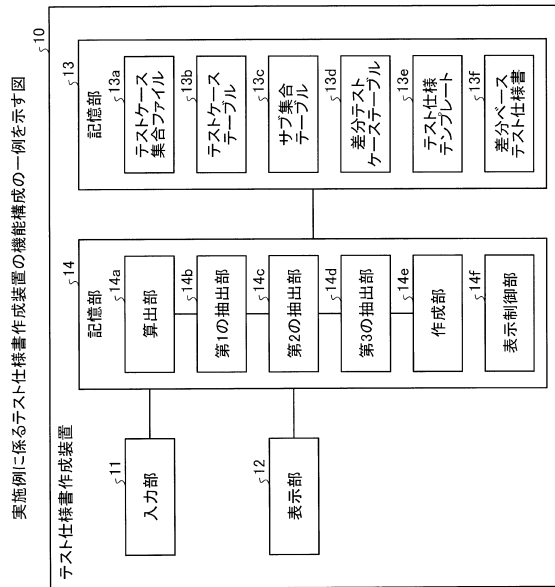 実施例に係るテスト仕様書作成装置の機能構成の一例を示す図
10
テスト仕様書作成装置
11
入力部
12
表示部
14
記憶部
14a
算出部
14b
第1の抽出部
14c
第2の抽出部
14d
第3の抽出部
14e
作成部
14f
表示制御部
13
記憶部
13a
テストケース
集合ファイル
13b
テストケース
テーブル
13c
サブ集合
テーブル
13d
差分テスト
ケーステーブル
13e
テスト仕様
テンプレート
13f
差分ベース
テスト仕様書